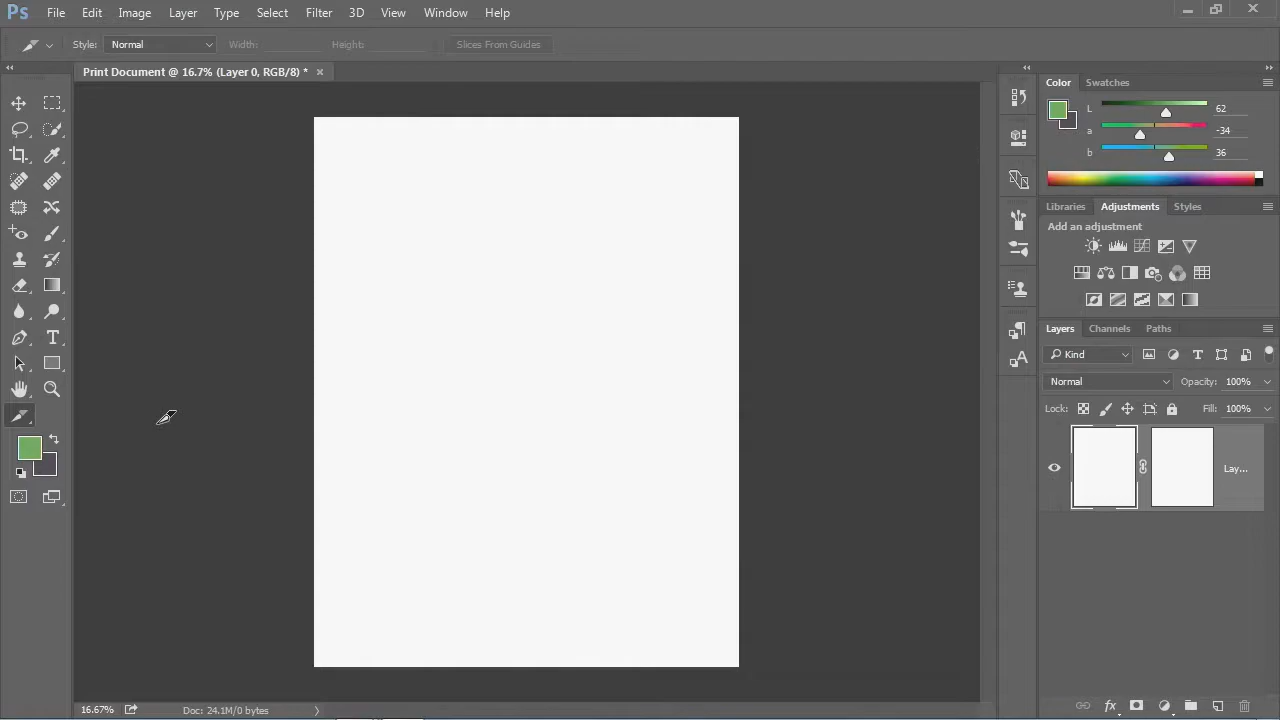 Ps File Edit Image Layer Type Select Filter 3D View Window Help
Style: Normal Width: Height: Slices From Guides
Print Document @ 16.7% (Layer 0, RGB/8) * ×
Color Swatches
L 62
a -34
b 36
Libraries Adjustments Styles
Add an adjustment
Layers Channels Paths
Kind
Normal Opacity: 100%
Lock: Fill: 100%
Lay...
16.67% Doc: 24.1M/0 bytes